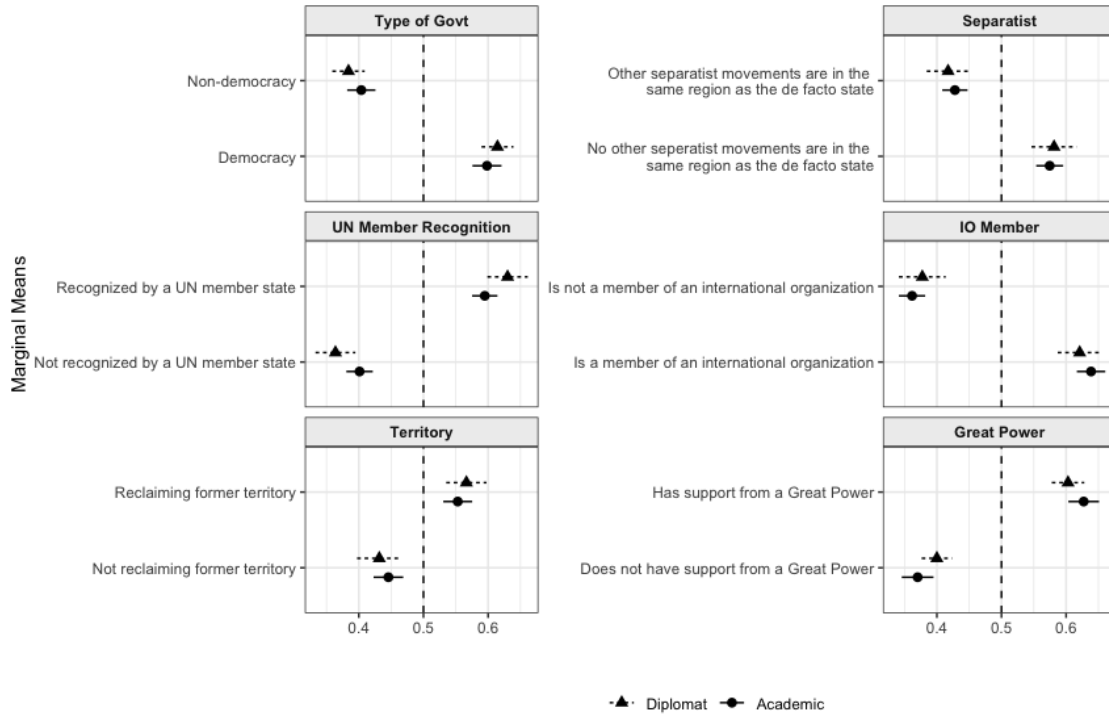 Type of Govt
Non-democracy
Democracy
Separatist
Other separatist movements are in the
same region as the de facto state
No other seperatist movements are in the
same region as the de facto state
UN Member Recognition
Recognized by a UN member state
Not recognized by a UN member state
IO Member
Is not a member of an international organization
Is a member of an international organization
Marginal Means
Territory
Reclaiming former territory
Not reclaiming former territory
0.4 0.5 0.6
Great Power
Has support from a Great Power
Does not have support from a Great Power
0.4 0.5 0.6
Diplomat Academic